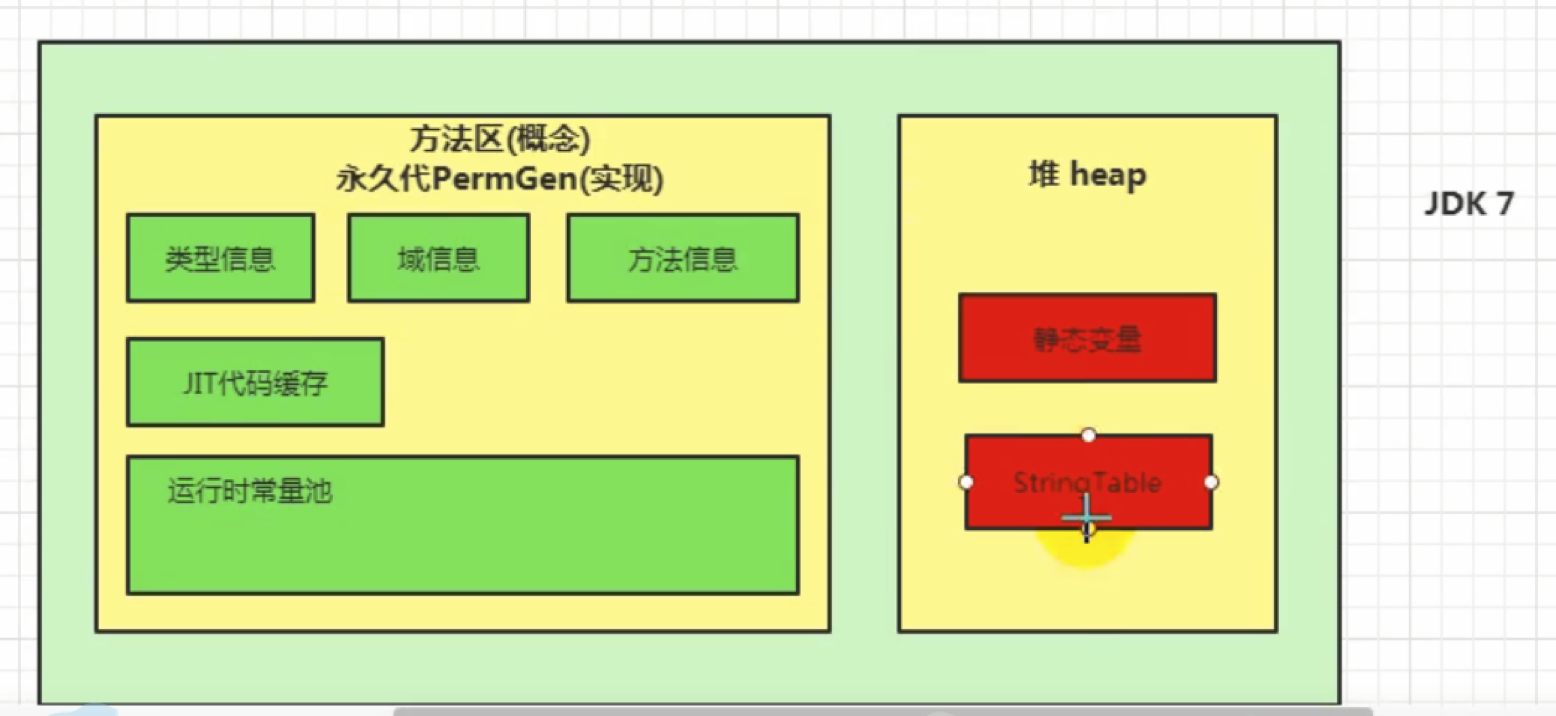 方法区(概念)
永久代PermGen(实现)
类型信息
域信息
方法信息
JIT代码缓存
运行时常量池
堆 heap
静态变量
StringTable
JDK 7